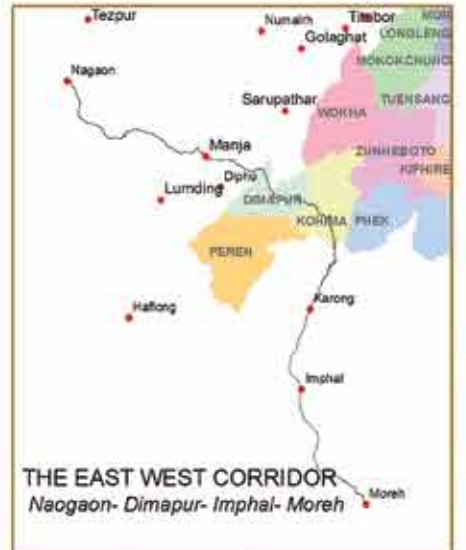 Tezpur
Numalrh
Titabor
MON
Golaghat
LONGLENG
MOKOKCHUNG
Nagaon
TUENSANG
Sarupathar
WOKHA
Manja
ZUNHEBOTO
KIPHIRE
Diphu
Lumding
DIMAPUR
KOHIMA PHEK
PEREN
Karong
Haflong
Imphal
THE EAST WEST CORRIDOR
Naogaon- Dimapur- Imphal- Moreh
Moreh